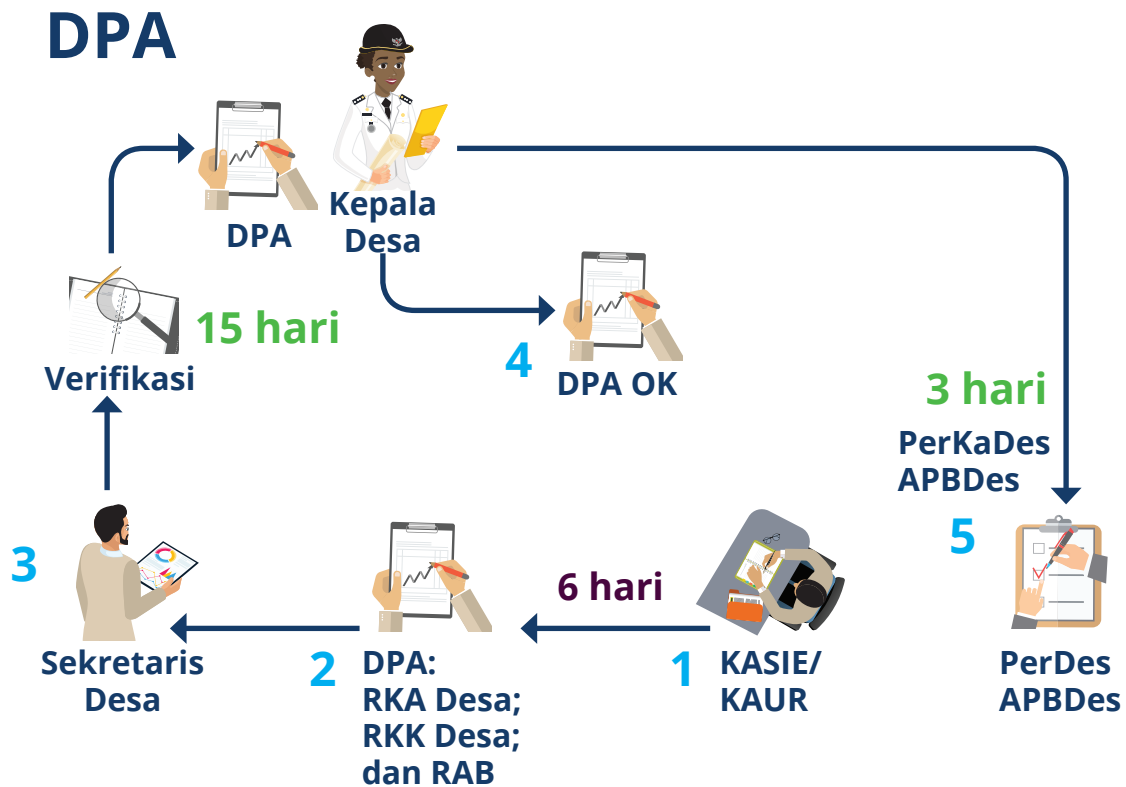 DPA
DPA
Kepala
Desa
15 hari
Verifikasi
4
DPA OK
3 hari
PerKaDes
APBDes
5
PerDes
APBDes
3
Sekretaris
Desa
2
DPA:
RKA Desa;
RKK Desa;
dan RAB
6 hari
1
KASIE/
KAUR